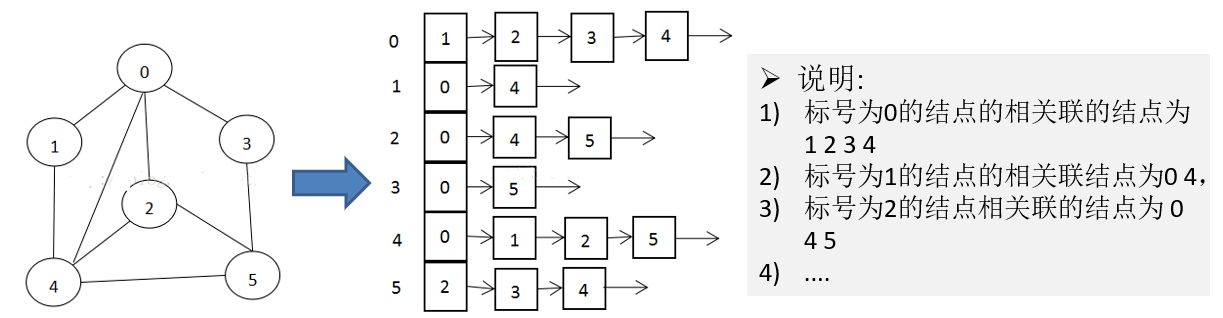 0
1
3
2
4
5
0 1 2 3 4
1 0 4
2 0 4 5
3 0 5
4 0 1 2 5
5 2 3 4
➤ 说明:
1) 标号为0的结点的相关联的结点为
1 2 3 4
2) 标号为1的结点的相关联结点为0 4，
3) 标号为2的结点相关联的结点为 0
4 5
4) ....